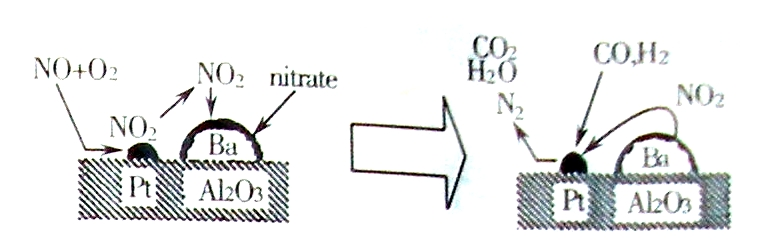 NO+O2
NO2
NO2
nitrate
Ba
Pt
Al2O3
CO2
H2O
N2
CO,H2
NO2
Ba
Pt
Al2O3